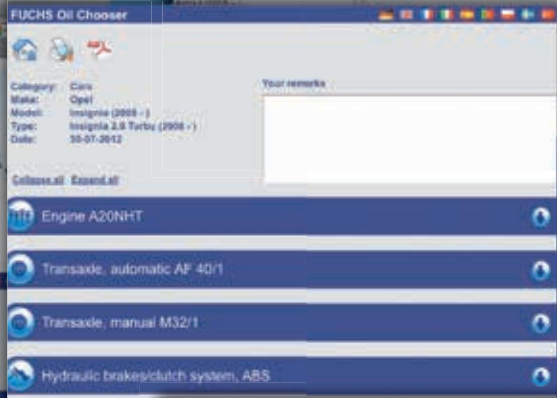 FUCHS Oil Chooser
Your remarks
Category: Cars
Make: Opel
Model: Insignia (2008 - )
Type: Insignia 2.0 Turbo (2008 - )
Date: 30-07-2012
Collapse all Expand all
Engine A20NHT
Transaxle, automatic AF 40/1
Transaxle, manual M32/1
Hydraulic brakes/clutch system, ABS